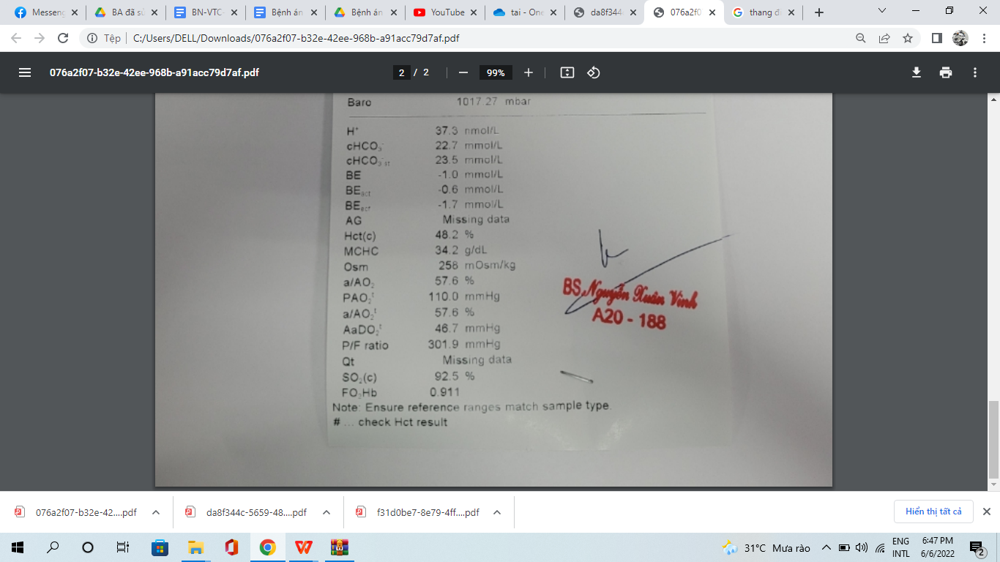 Messeng
BA đã sử
BN-VTC-
Bệnh án
Bệnh án
YouTube
tai - One
da8f344
076a2f0
thang đi
Tệp
C:/Users/DELL/Downloads/076a2f07-b32e-42ee-968b-a91acc79d7af.pdf
076a2f07-b32e-42ee-968b-a91acc79d7af.pdf
2 / 2
99%
Baro 1017.27 mbar
H⁺ 37.3 nmol/L
cHCO₃⁻ 22.7 mmol/L
cHCO₃⁻st 23.5 mmol/L
BE -1.0 mmol/L
BEact -0.6 mmol/L
BEecf -1.7 mmol/L
AG Missing data
Hct(c) 48.2 %
MCHC 34.2 g/dL
Osm 258 mOsm/kg
a/AO₂ 57.6 %
PAO₂ᵗ 110.0 mmHg
a/AO₂ᵗ 57.6 %
AaDO₂ᵗ 46.7 mmHg
P/F ratio 301.9 mmHg
Qt Missing data
SO₂(c) 92.5 %
FO₂Hb 0.911
Note: Ensure reference ranges match sample type.
# ... check Hct result
BS. Nguyễn Xuân Vinh
A20 - 188
076a2f07-b32e-42....pdf
da8f344c-5659-48....pdf
f31d0be7-8e79-4ff....pdf
Hiển thị tất cả
31°C Mưa rào
ENG
INTL
6:47 PM
6/6/2022
2